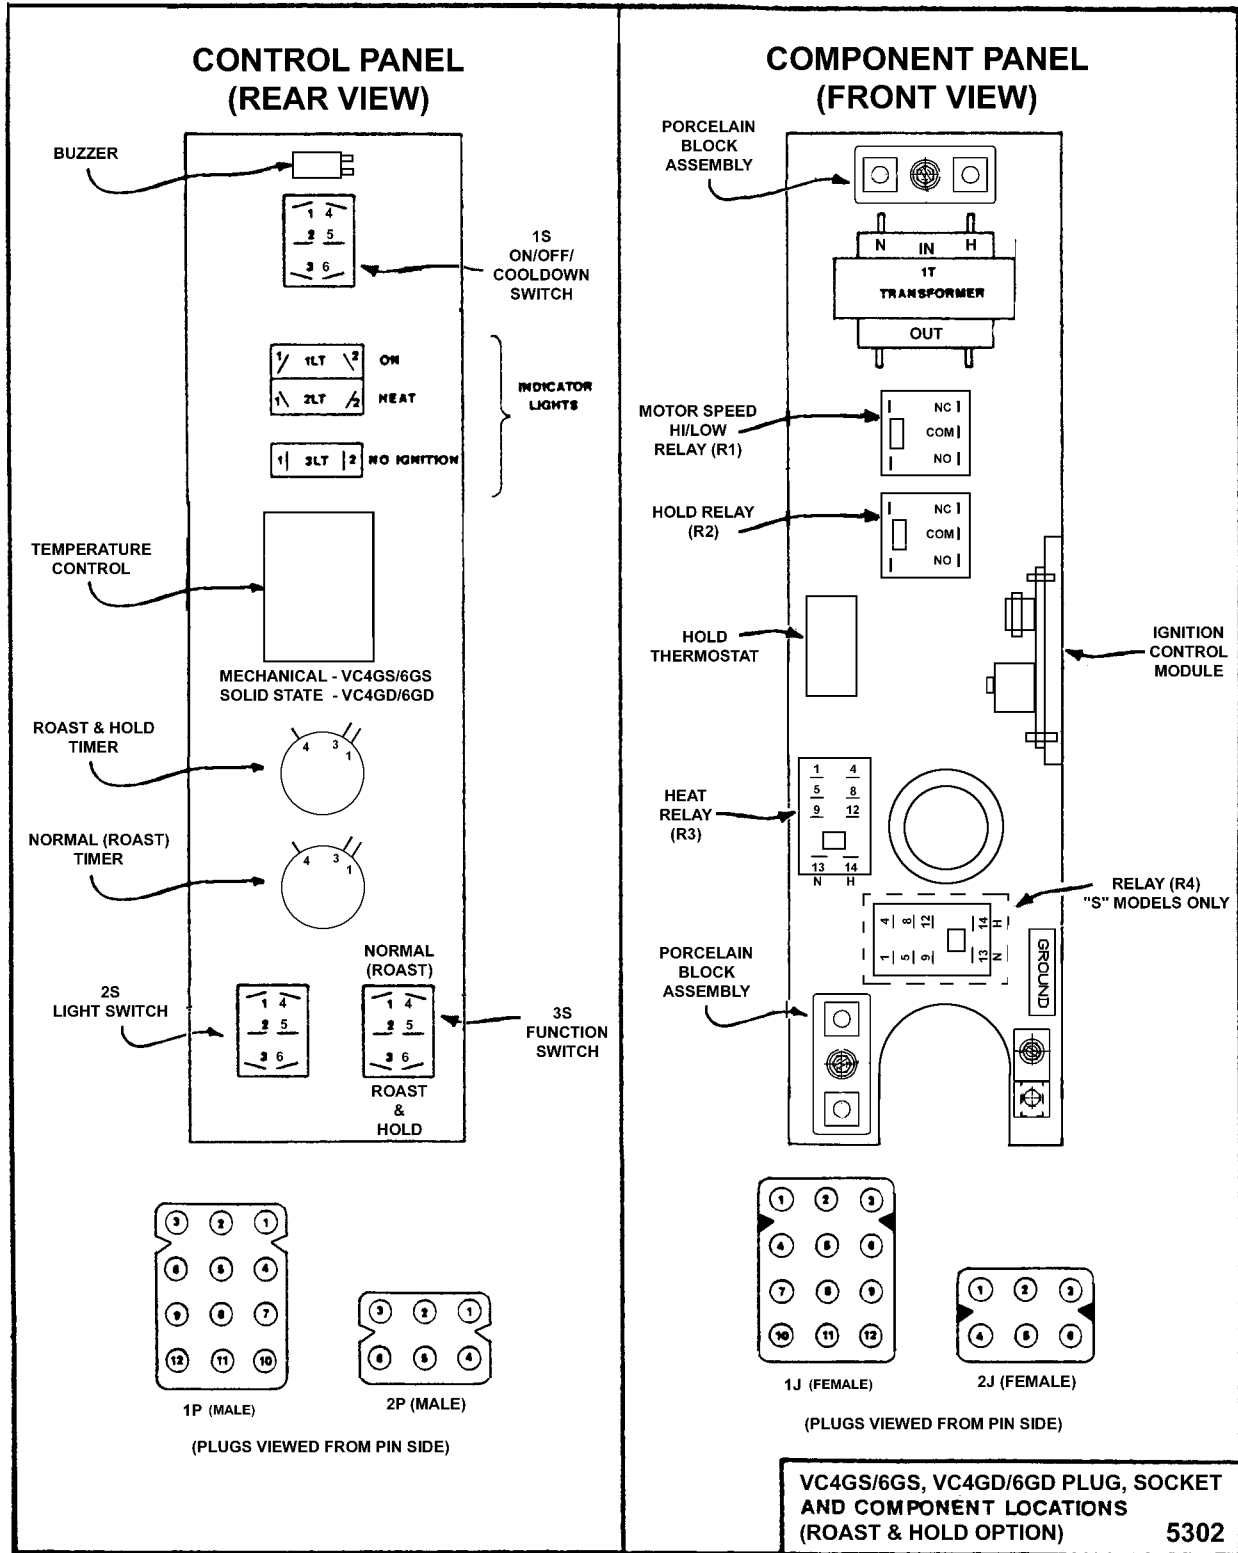 CONTROL PANEL
(REAR VIEW)
BUZZER
1 4
2 5
3 6
1S
ON/OFF/
COOLDOWN
SWITCH
1 1LT 2 ON
1 2LT 2 HEAT
1 3LT 2 NO IGNITION
INDICATOR
LIGHTS
TEMPERATURE
CONTROL
MECHANICAL - VC4GS/6GS
SOLID STATE - VC4GD/6GD
ROAST & HOLD
TIMER
4 3 1
NORMAL (ROAST)
TIMER
4 3 1
2S
LIGHT SWITCH
1 4
2 5
3 6
NORMAL
(ROAST)
1 4
2 5
3 6
ROAST
&
HOLD
3S
FUNCTION
SWITCH
3 2 1
6 5 4
9 8 7
12 11 10
1P (MALE)
3 2 1
6 5 4
2P (MALE)
(PLUGS VIEWED FROM PIN SIDE)
COMPONENT PANEL
(FRONT VIEW)
PORCELAIN
BLOCK
ASSEMBLY
N IN H
1T
TRANSFORMER
OUT
MOTOR SPEED
HI/LOW
RELAY (R1)
NC
COM
NO
HOLD RELAY
(R2)
NC
COM
NO
HOLD
THERMOSTAT
IGNITION
CONTROL
MODULE
HEAT
RELAY
(R3)
1 4
5 8
9 12
13 14
N H
RELAY (R4)
"S" MODELS ONLY
4 8 12 14 H
1 5 9 13 N
GROUND
PORCELAIN
BLOCK
ASSEMBLY
1 2 3
4 5 6
7 8 9
10 11 12
1J (FEMALE)
1 2 3
4 5 6
2J (FEMALE)
(PLUGS VIEWED FROM PIN SIDE)
VC4GS/6GS, VC4GD/6GD PLUG, SOCKET
AND COMPONENT LOCATIONS
(ROAST & HOLD OPTION) 5302